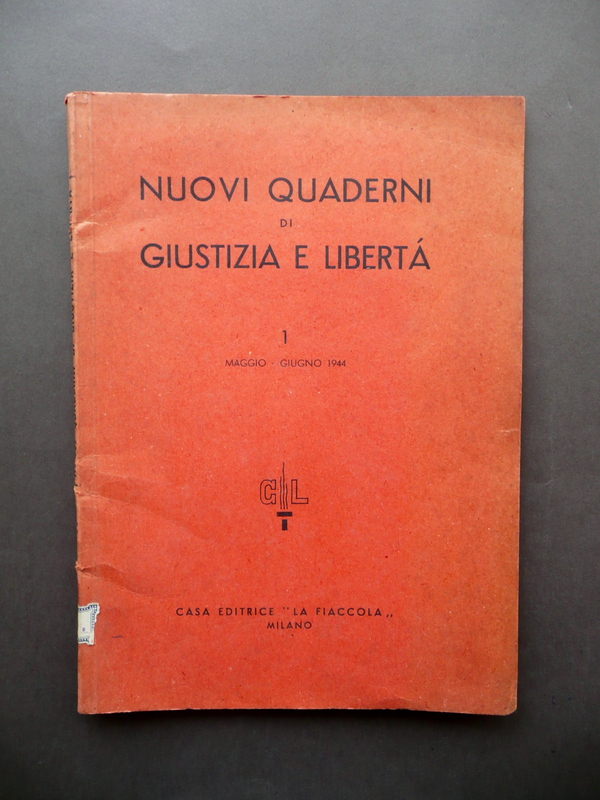 NUOVI QUADERNI
DI
GIUSTIZIA E LIBERTÁ
1
MAGGIO - GIUGNO 1944
GL
CASA EDITRICE "LA FIACCOLA„
MILANO